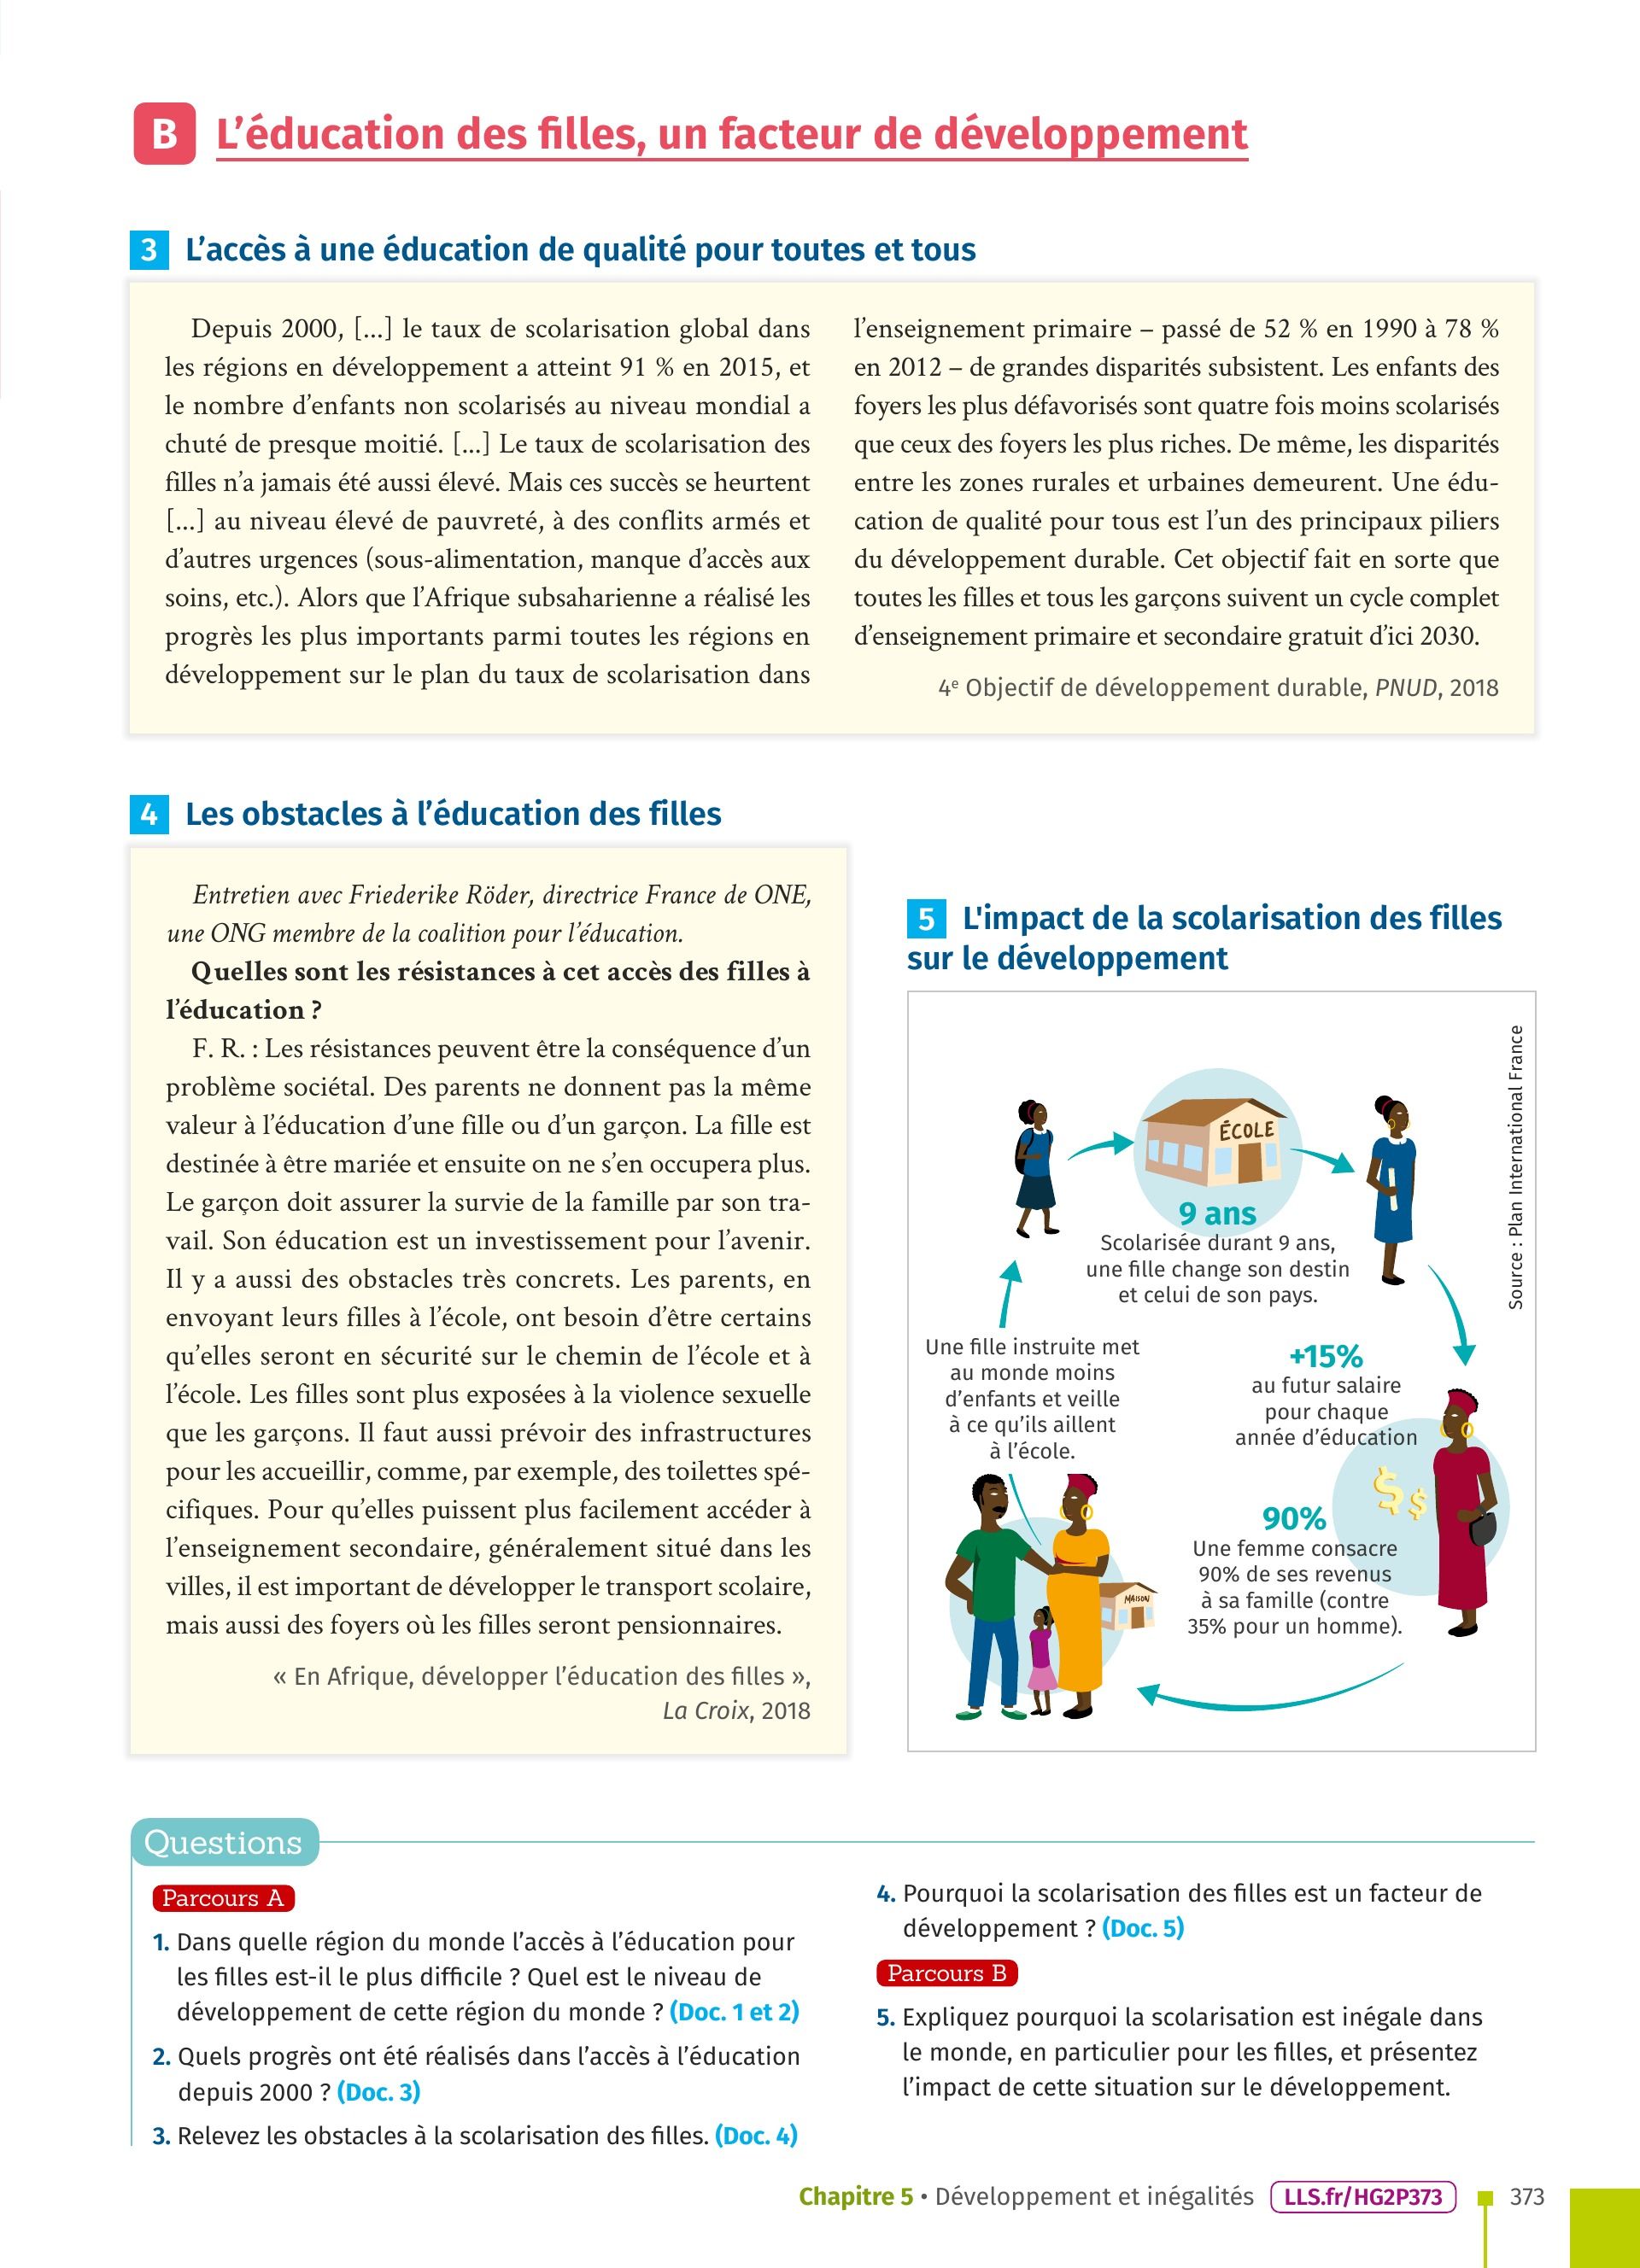 B L'éducation des filles, un facteur de développement
3 L'accès à une éducation de qualité pour toutes et tous
Depuis 2000, [...] le taux de scolarisation global dans
les régions en développement a atteint 91 % en 2015, et
le nombre d'enfants non scolarisés au niveau mondial a
chuté de presque moitié. [...] Le taux de scolarisation des
filles n'a jamais été aussi élevé. Mais ces succès se heurtent
[...] au niveau élevé de pauvreté, à des conflits armés et
d'autres urgences (sous-alimentation, manque d'accès aux
soins, etc.). Alors que l'Afrique subsaharienne a réalisé les
progrès les plus importants parmi toutes les régions en
développement sur le plan du taux de scolarisation dans
l'enseignement primaire – passé de 52 % en 1990 à 78 %
en 2012 – de grandes disparités subsistent. Les enfants des
foyers les plus défavorisés sont quatre fois moins scolarisés
que ceux des foyers les plus riches. De même, les disparités
entre les zones rurales et urbaines demeurent. Une édu-
cation de qualité pour tous est l'un des principaux piliers
du développement durable. Cet objectif fait en sorte que
toutes les filles et tous les garçons suivent un cycle complet
d'enseignement primaire et secondaire gratuit d'ici 2030.
4e Objectif de développement durable, PNUD, 2018
4 Les obstacles à l'éducation des filles
Entretien avec Friederike Röder, directrice France de ONE,
une ONG membre de la coalition pour l'éducation.
Quelles sont les résistances à cet accès des filles à
l'éducation ?
F. R. : Les résistances peuvent être la conséquence d'un
problème sociétal. Des parents ne donnent pas la même
valeur à l'éducation d'une fille ou d'un garçon. La fille est
destinée à être mariée et ensuite on ne s'en occupera plus.
Le garçon doit assurer la survie de la famille par son tra-
vail. Son éducation est un investissement pour l'avenir.
Il y a aussi des obstacles très concrets. Les parents, en
envoyant leurs filles à l'école, ont besoin d'être certains
qu'elles seront en sécurité sur le chemin de l'école et à
l'école. Les filles sont plus exposées à la violence sexuelle
que les garçons. Il faut aussi prévoir des infrastructures
pour les accueillir, comme, par exemple, des toilettes spé-
cifiques. Pour qu'elles puissent plus facilement accéder à
l'enseignement secondaire, généralement situé dans les
villes, il est important de développer le transport scolaire,
mais aussi des foyers où les filles seront pensionnaires.
« En Afrique, développer l'éducation des filles »,
La Croix, 2018
5 L'impact de la scolarisation des filles
sur le développement
Source : Plan International France
ÉCOLE
9 ans
Scolarisée durant 9 ans,
une fille change son destin
et celui de son pays.
+15%
au futur salaire
pour chaque
année d'éducation
$ $
90%
Une femme consacre
90% de ses revenus
à sa famille (contre
35% pour un homme).
Une fille instruite met
au monde moins
d'enfants et veille
à ce qu'ils aillent
à l'école.
MAISON
Questions
Parcours A
1. Dans quelle région du monde l'accès à l'éducation pour
les filles est-il le plus difficile ? Quel est le niveau de
développement de cette région du monde ? (Doc. 1 et 2)
2. Quels progrès ont été réalisés dans l'accès à l'éducation
depuis 2000 ? (Doc. 3)
3. Relevez les obstacles à la scolarisation des filles. (Doc. 4)
4. Pourquoi la scolarisation des filles est un facteur de
développement ? (Doc. 5)
Parcours B
5. Expliquez pourquoi la scolarisation est inégale dans
le monde, en particulier pour les filles, et présentez
l'impact de cette situation sur le développement.
Chapitre 5 • Développement et inégalités LLS.fr/HG2P373 373